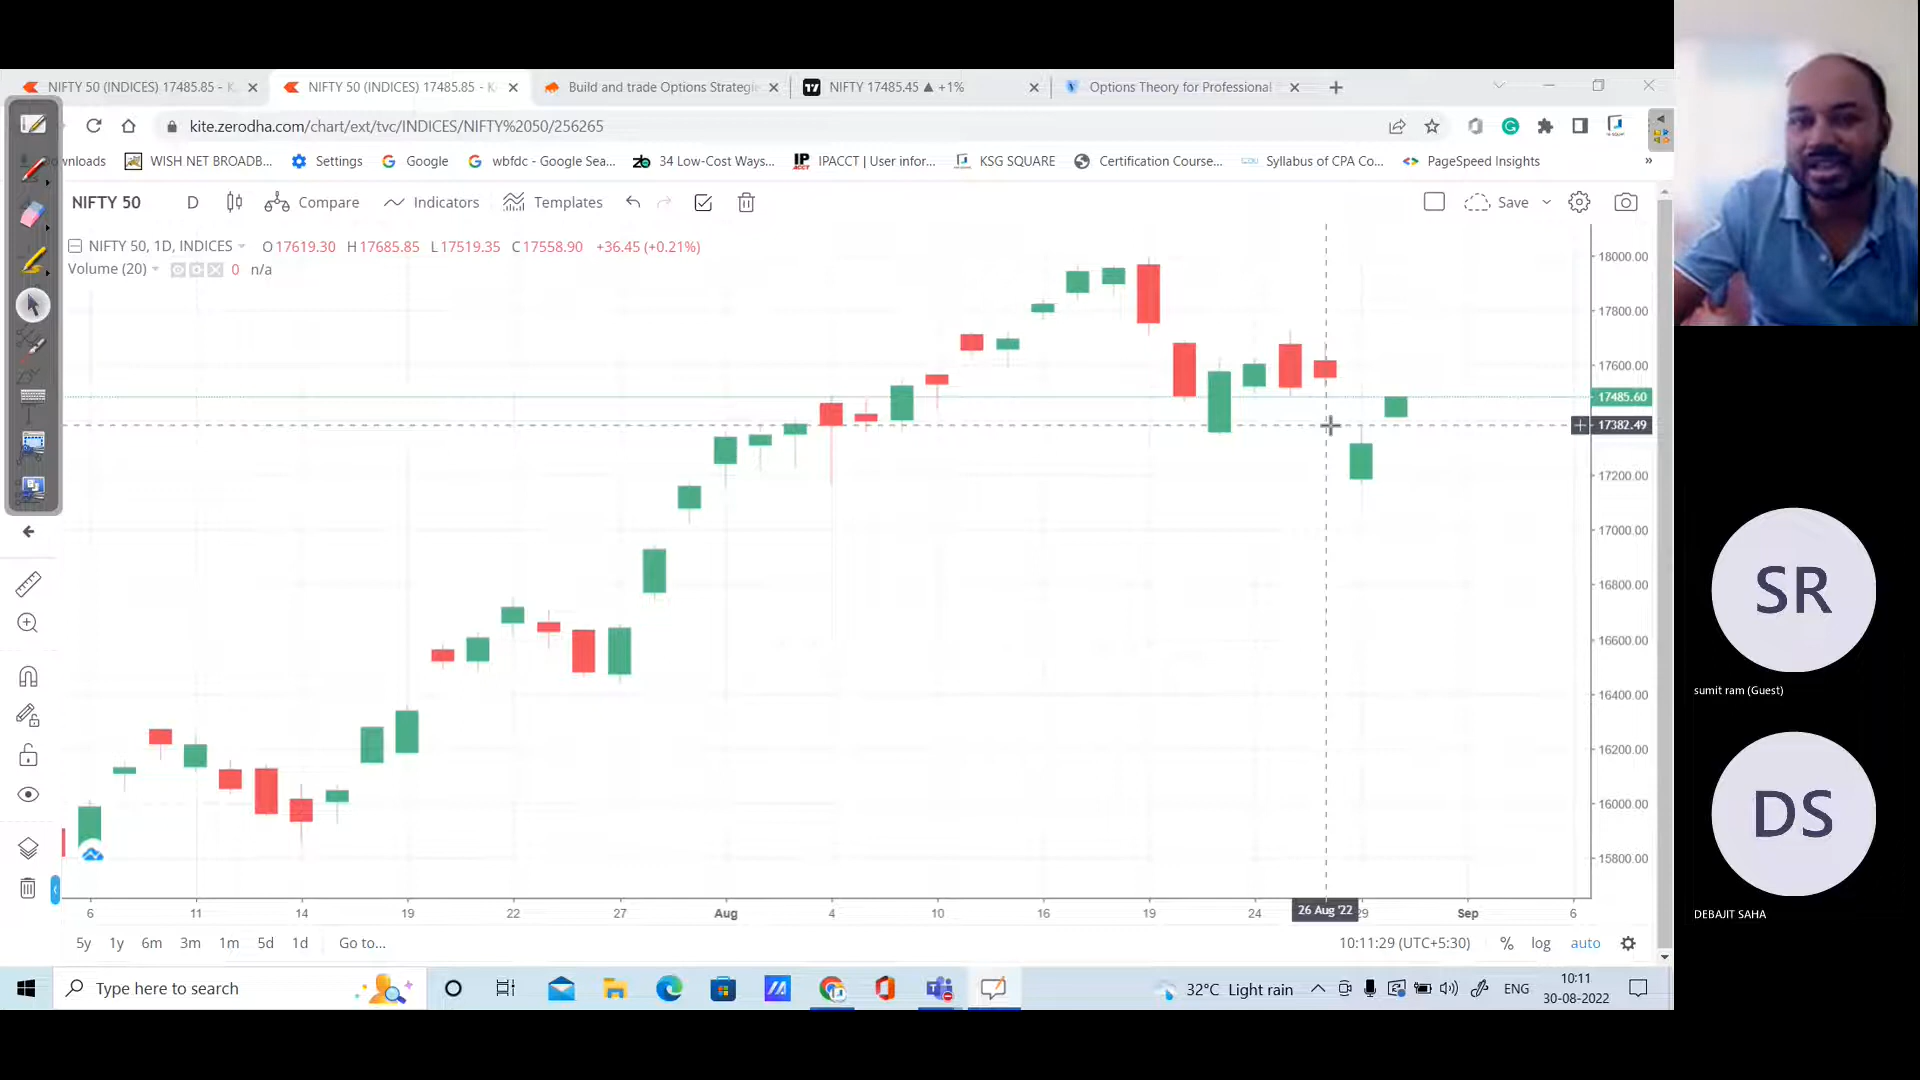 NIFTY 50 (INDICES) 17485.85 - K
NIFTY 50 (INDICES) 17485.85 - K
Build and trade Options Strategi
NIFTY 17485.45 ▲ +1%
Options Theory for Professional
kite.zerodha.com/chart/ext/tvc/INDICES/NIFTY%2050/256265
ownloads
WISH NET BROADB...
Settings
Google
wbfdc - Google Sea...
34 Low-Cost Ways...
IPACCT | User infor...
KSG SQUARE
Certification Course...
Syllabus of CPA Co...
PageSpeed Insights
»
NIFTY 50
D
Compare
Indicators
Templates
Save
NIFTY 50, 1D, INDICES
O17619.30 H17685.85 L17519.35 C17558.90 +36.45 (+0.21%)
Volume (20)
0 n/a
18000.00
17800.00
17600.00
17485.60
17382.49
17200.00
17000.00
16800.00
16600.00
16400.00
16200.00
16000.00
15800.00
6 11 14 19 22 27 Aug 4 10 16 19 24 26 Aug '22 29 Sep 6
5y 1y 6m 3m 1m 5d 1d Go to...
10:11:29 (UTC+5:30) % log auto
Type here to search
32°C Light rain
ENG
10:11
30-08-2022
SR
sumit ram (Guest)
DS
DEBAJIT SAHA